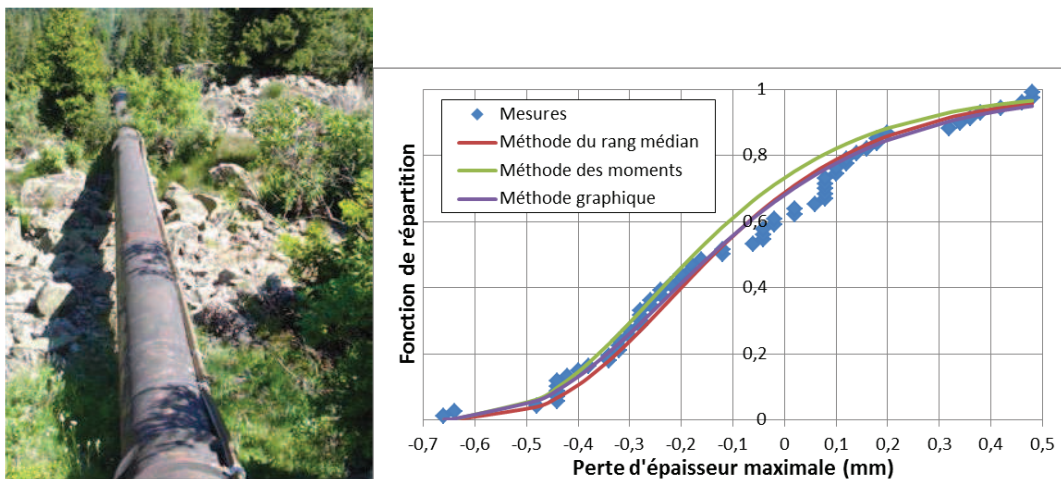 Mesures
Méthode du rang médian
Méthode des moments
Méthode graphique
Fonction de répartition
1
0,8
0,6
0,4
0,2
0
-0,7 -0,6 -0,5 -0,4 -0,3 -0,2 -0,1 0 0,1 0,2 0,3 0,4 0,5
Perte d'épaisseur maximale (mm)